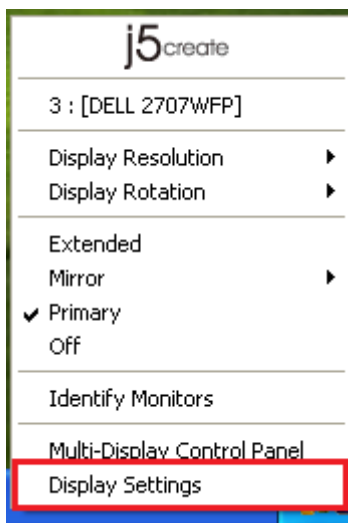 j5create
3 : [DELL 2707WFP]
Display Resolution
Display Rotation
Extended
Mirror
Primary
Off
Identify Monitors
Multi-Display Control Panel
Display Settings